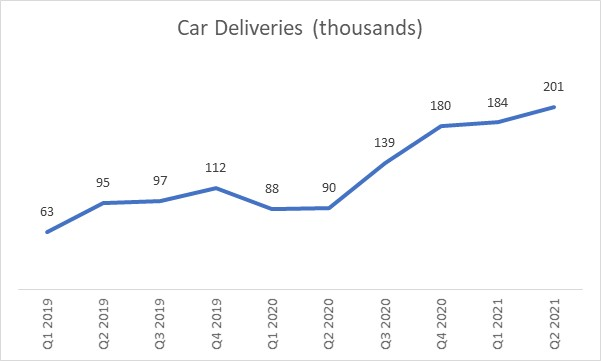 Car Deliveries (thousands)
63
95
97
112
88
90
139
180
184
201
Q1 2019
Q2 2019
Q3 2019
Q4 2019
Q1 2020
Q2 2020
Q3 2020
Q4 2020
Q1 2021
Q2 2021